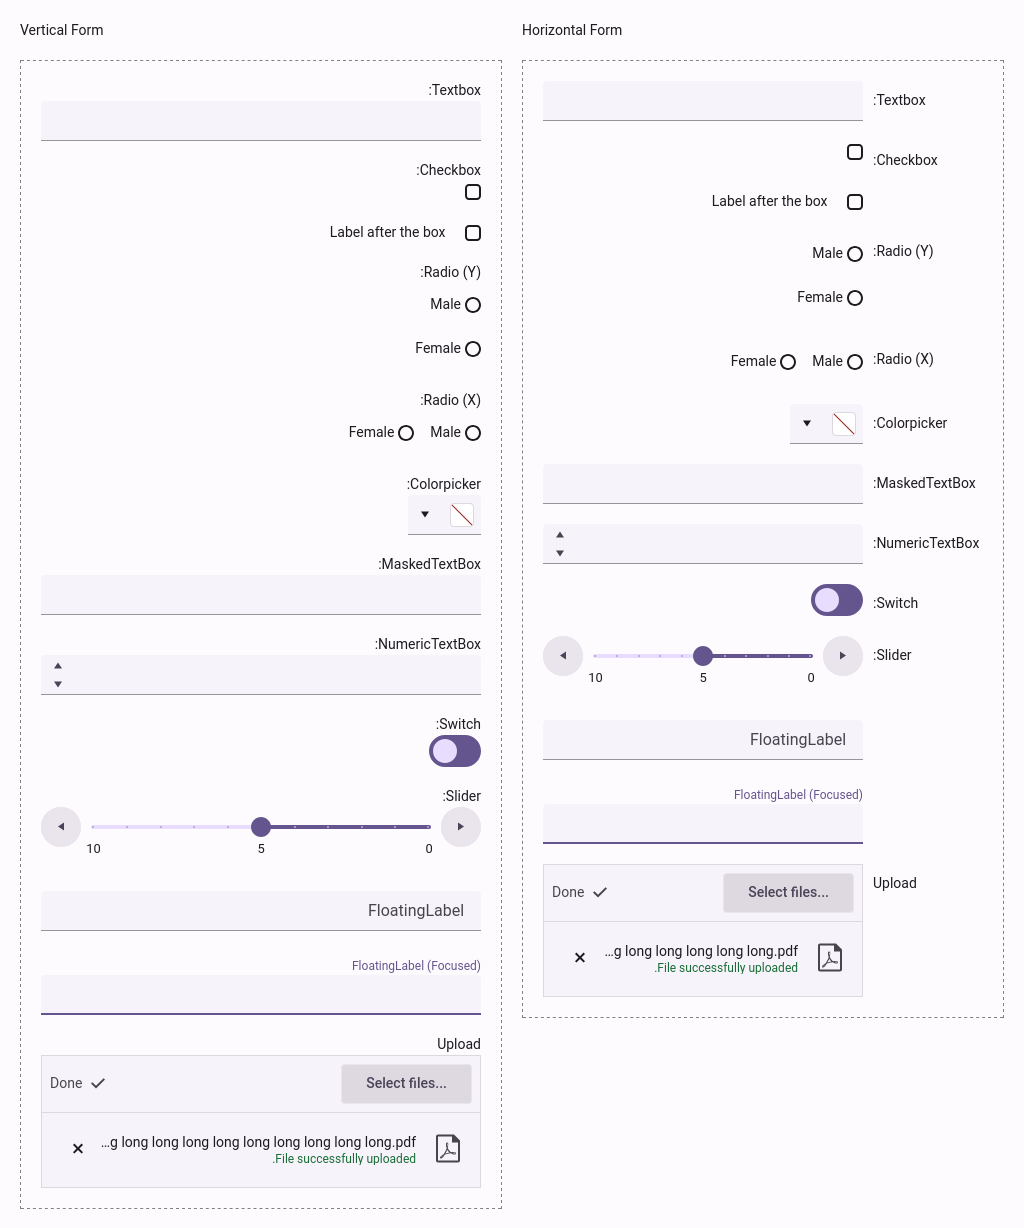 Vertical Form
:Textbox
:Checkbox
Label after the box
:Radio (Y)
Male
Female
:Radio (X)
Female Male
:Colorpicker
:MaskedTextBox
:NumericTextBox
:Switch
:Slider
10 5 0
FloatingLabel
FloatingLabel (Focused)
Upload
Done Select files...
...g long long long long long long long long long.pdf
.File successfully uploaded
Horizontal Form
:Textbox
:Checkbox
Label after the box
Male :Radio (Y)
Female
Female Male :Radio (X)
:Colorpicker
:MaskedTextBox
:NumericTextBox
:Switch
:Slider
10 5 0
FloatingLabel
FloatingLabel (Focused)
Done Select files... Upload
...g long long long long long.pdf
.File successfully uploaded